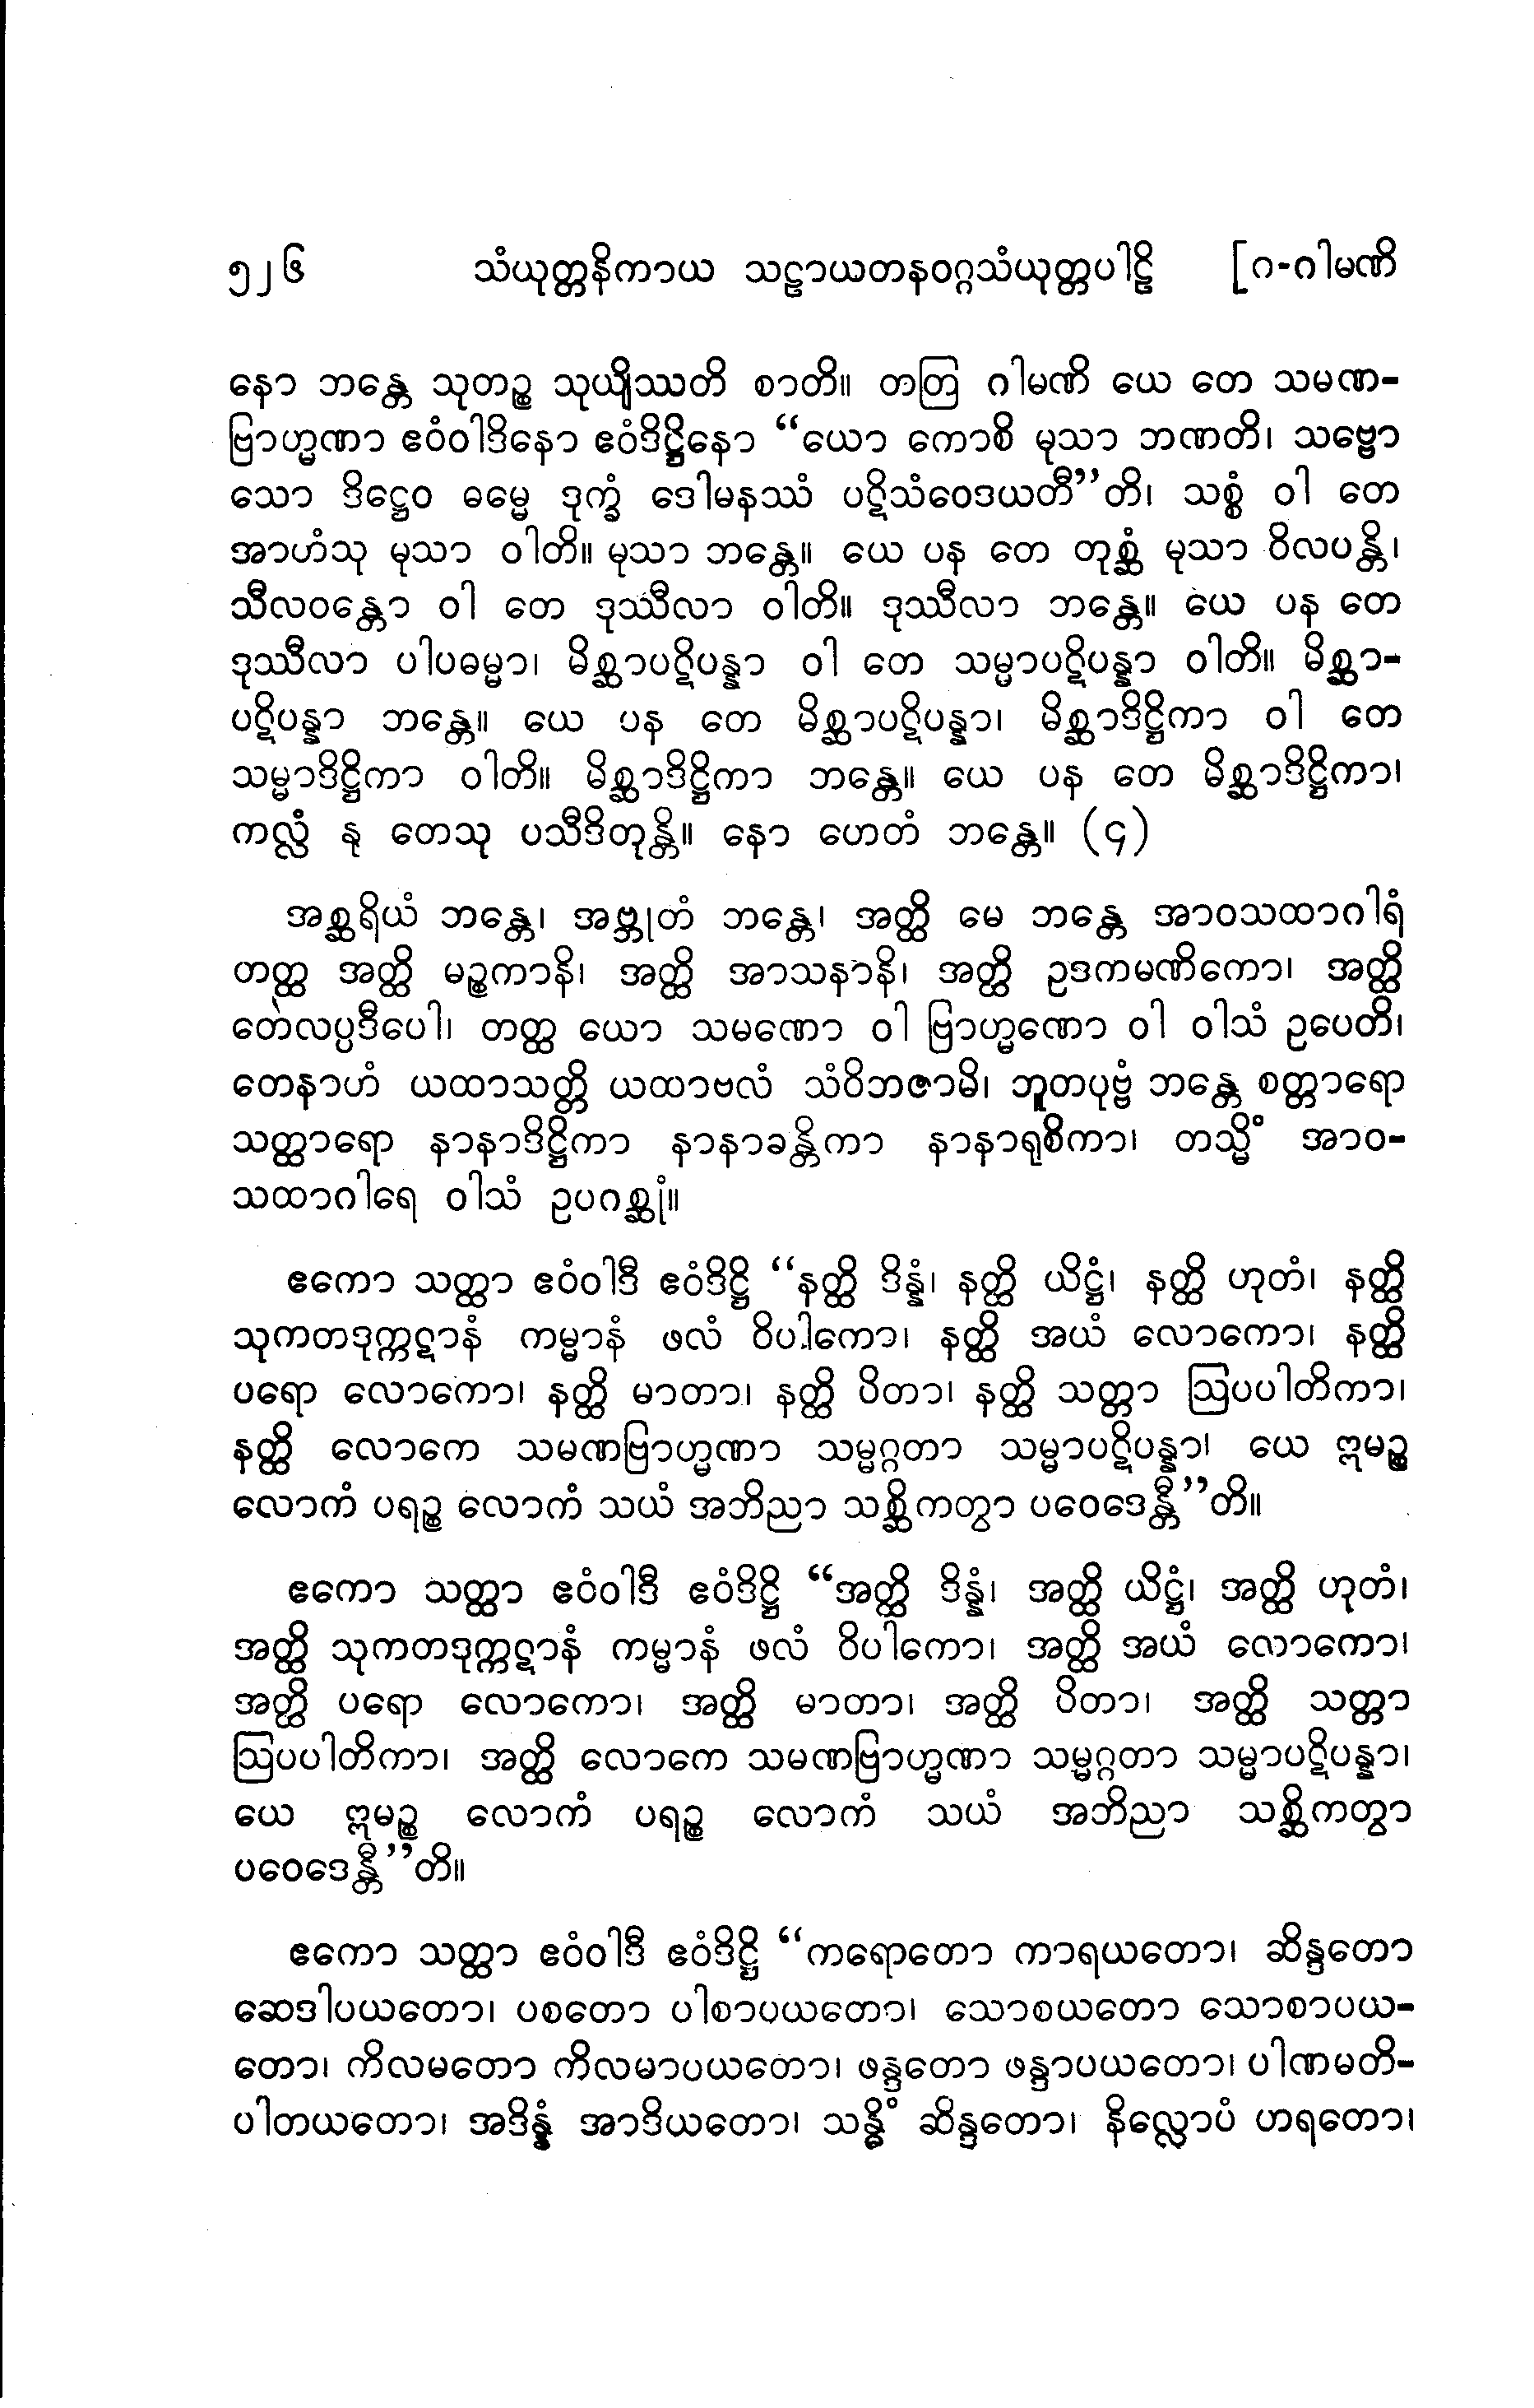 ၅၂၆ သံယုတ္တနိကာယ သဠာယတနဝဂ္ဂသံယုတ္တပါဠိ [၈-ဂါမဏိ
နော ဘန္တေ သုတဉ္စ သုယျိဿတိ စာတိ။ တတြ ဂါမဏိ ယေ တေ သမဏ-
ဗြာဟ္မဏာ ဧဝံဝါဒိနော ဧဝံဒိဋ္ဌိနော “ယော ကောစိ မုသာ ဘဏတိ၊ သဗ္ဗော
သော ဒိဋ္ဌေဝ ဓမ္မေ ဒုက္ခံ ဒေါမနဿံ ပဋိသံဝေဒယတီ”တိ၊ သစ္စံ ဝါ တေ
အာဟံသု မုသာ ဝါတိ။ မုသာ ဘန္တေ။ ယေ ပန တေ တုစ္ဆံ မုသာ ဝိလပန္တိ၊
သီလဝန္တော ဝါ တေ ဒုဿီလာ ဝါတိ။ ဒုဿီလာ ဘန္တေ။ ယေ ပန တေ
ဒုဿီလာ ပါပဓမ္မာ၊ မိစ္ဆာပဋိပန္နာ ဝါ တေ သမ္မာပဋိပန္နာ ဝါတိ။ မိစ္ဆာ-
ပဋိပန္နာ ဘန္တေ။ ယေ ပန တေ မိစ္ဆာပဋိပန္နာ၊ မိစ္ဆာဒိဋ္ဌိကာ ဝါ တေ
သမ္မာဒိဋ္ဌိကာ ဝါတိ။ မိစ္ဆာဒိဋ္ဌိကာ ဘန္တေ။ ယေ ပန တေ မိစ္ဆာဒိဋ္ဌိကာ၊
ကလ္လံ နု တေသု ပသီဒိတုန္တိ။ နော ဟေတံ ဘန္တေ။ (၄)
အစ္ဆရိယံ ဘန္တေ၊ အဗ္ဘုတံ ဘန္တေ၊ အတ္ထိ မေ ဘန္တေ အာဝသထာဂါရံ
တတ္ထ အတ္ထိ မဉ္စကာနိ၊ အတ္ထိ အာသနာနိ၊ အတ္ထိ ဥဒကမဏိကော၊ အတ္ထိ
တေလပ္ပဒီပေါ၊ တတ္ထ ယော သမဏော ဝါ ဗြာဟ္မဏော ဝါ ဝါသံ ဥပေတိ၊
တေနာဟံ ယထာသတ္တိ ယထာဗလံ သံဝိဘဇာမိ၊ ဘူတပုဗ္ဗံ ဘန္တေ စတ္တာရော
သတ္ထာရော နာနာဒိဋ္ဌိကာ နာနာခန္တိကာ နာနာရုစိကာ၊ တသ္မိံ အာဝ-
သထာဂါရေ ဝါသံ ဥပဂစ္ဆုံ။
ဧကော သတ္ထာ ဧဝံဝါဒီ ဧဝံဒိဋ္ဌိ “နတ္ထိ ဒိန္နံ၊ နတ္ထိ ယိဋ္ဌံ၊ နတ္ထိ ဟုတံ၊ နတ္ထိ
သုကတဒုက္ကဋာနံ ကမ္မာနံ ဖလံ ဝိပါကော၊ နတ္ထိ အယံ လောကော၊ နတ္ထိ
ပရော လောကော၊ နတ္ထိ မာတာ၊ နတ္ထိ ပိတာ၊ နတ္ထိ သတ္တာ ဩပပါတိကာ၊
နတ္ထိ လောကေ သမဏဗြာဟ္မဏာ သမ္မဂ္ဂတာ သမ္မာပဋိပန္နာ၊ ယေ ဣမဉ္စ
လောကံ ပရဉ္စ လောကံ သယံ အဘိညာ သစ္ဆိကတွာ ပဝေဒေန္တီ”တိ။
ဧကော သတ္ထာ ဧဝံဝါဒီ ဧဝံဒိဋ္ဌိ “အတ္ထိ ဒိန္နံ၊ အတ္ထိ ယိဋ္ဌံ၊ အတ္ထိ ဟုတံ၊
အတ္ထိ သုကတဒုက္ကဋာနံ ကမ္မာနံ ဖလံ ဝိပါကော၊ အတ္ထိ အယံ လောကော၊
အတ္ထိ ပရော လောကော၊ အတ္ထိ မာတာ၊ အတ္ထိ ပိတာ၊ အတ္ထိ သတ္တာ
ဩပပါတိကာ၊ အတ္ထိ လောကေ သမဏဗြာဟ္မဏာ သမ္မဂ္ဂတာ သမ္မာပဋိပန္နာ၊
ယေ ဣမဉ္စ လောကံ ပရဉ္စ လောကံ သယံ အဘိညာ သစ္ဆိကတွာ
ပဝေဒေန္တီ”တိ။
ဧကော သတ္ထာ ဧဝံဝါဒီ ဧဝံဒိဋ္ဌိ “ကရောတော ကာရယတော၊ ဆိန္ဒတော
ဆေဒါပယတော၊ ပစတော ပါစာပယတော၊ သောစယတော သောစာပယ-
တော၊ ကိလမတော ကိလမာပယတော၊ ဖန္ဒတော ဖန္ဒာပယတော၊ ပါဏမတိ-
ပါတယတော၊ အဒိန္နံ အာဒိယတော၊ သန္ဓိံ ဆိန္ဒတော၊ နိလ္လောပံ ဟရတော၊